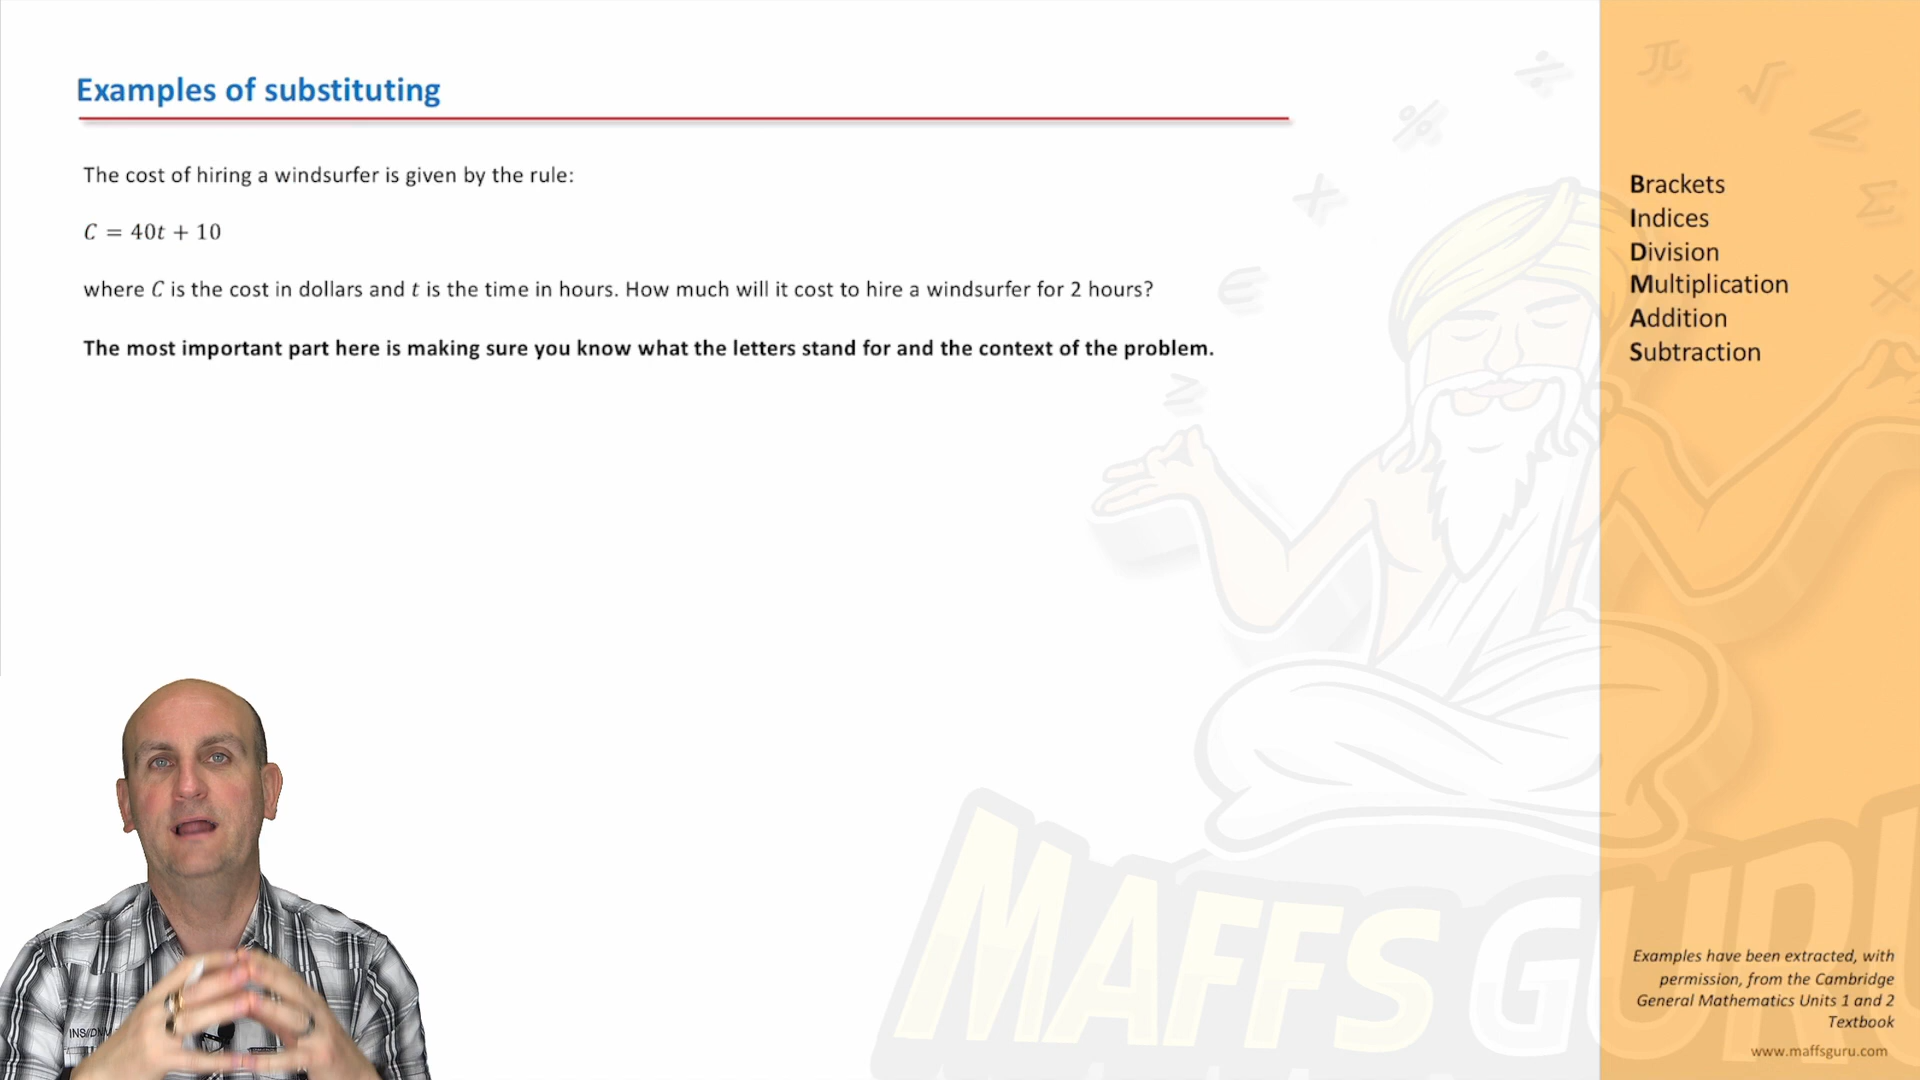 Examples of substituting
The cost of hiring a windsurfer is given by the rule:
C = 40t + 10
where C is the cost in dollars and t is the time in hours. How much will it cost to hire a windsurfer for 2 hours?
The most important part here is making sure you know what the letters stand for and the context of the problem.
Brackets
Indices
Division
Multiplication
Addition
Subtraction
MAFFS GURU
Examples have been extracted, with
permission, from the Cambridge
General Mathematics Units 1 and 2
Textbook
www.maffsguru.com